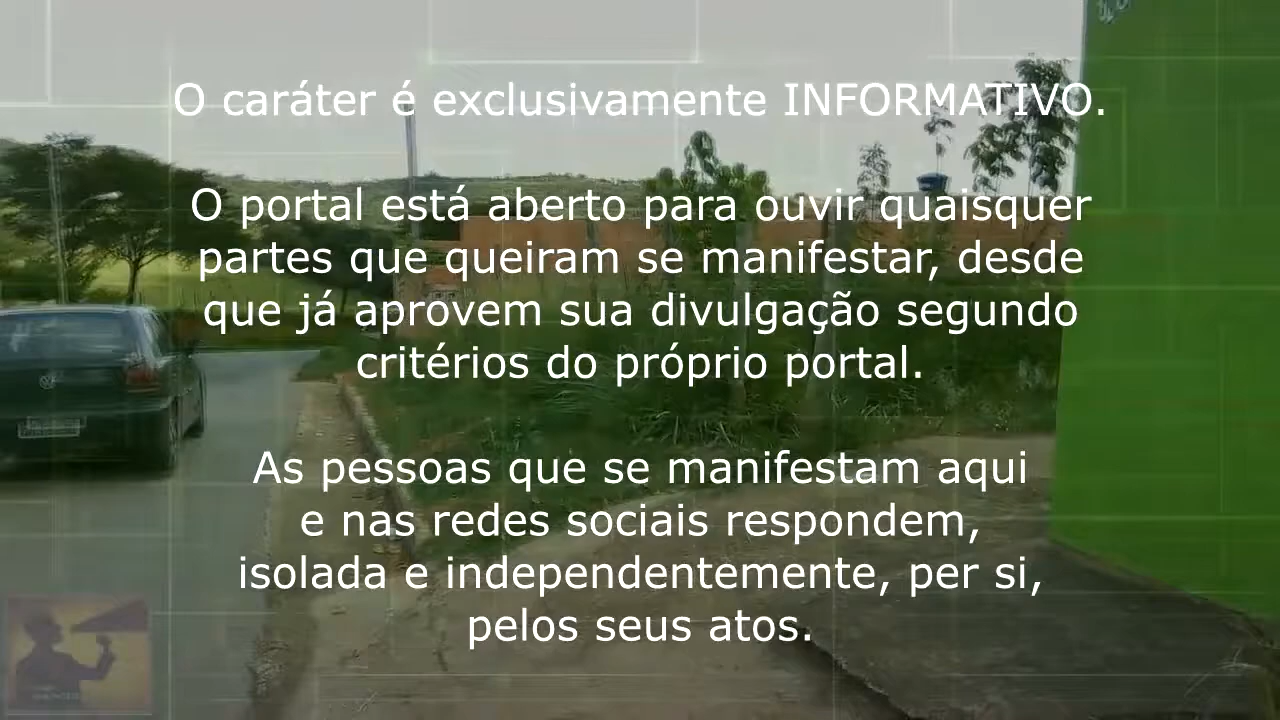 O caráter é exclusivamente INFORMATIVO.
O portal está aberto para ouvir quaisquer
partes que queiram se manifestar, desde
que já aprovem sua divulgação segundo
critérios do próprio portal.
As pessoas que se manifestam aqui
e nas redes sociais respondem,
isolada e independentemente, per si,
pelos seus atos.